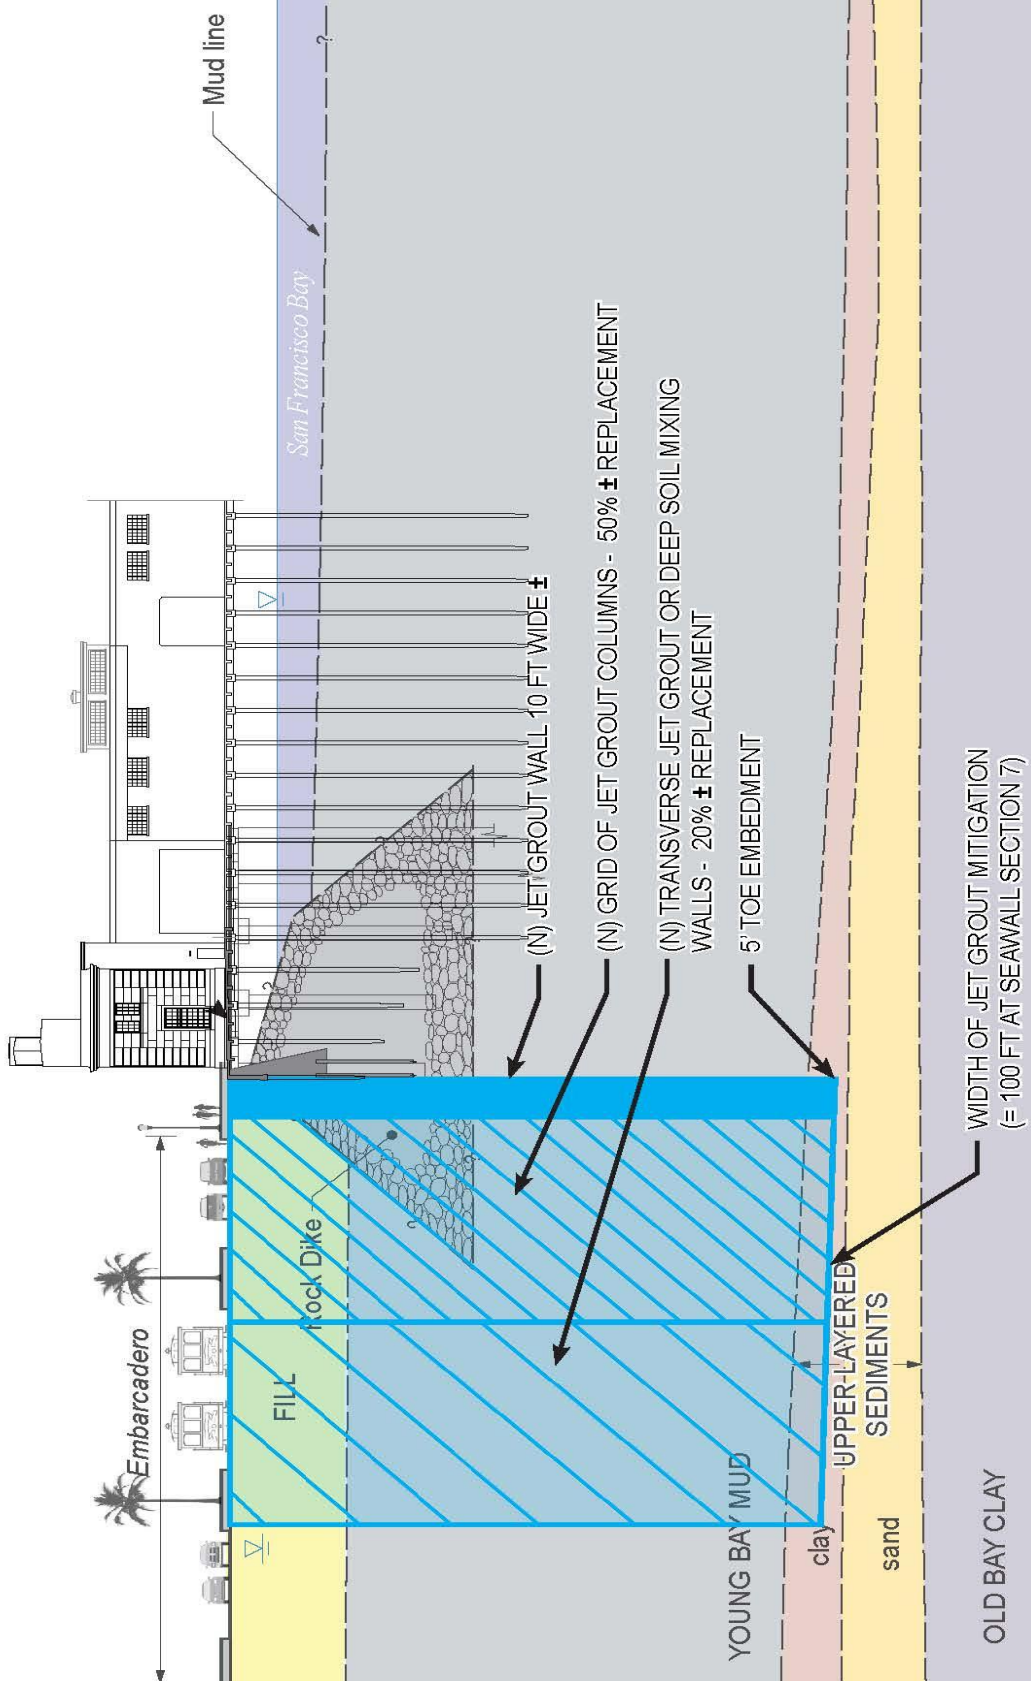 Embarcadero
San Francisco Bay
Mud line
?
FILL
Rock Dike
?
?
?
?
(N) JET GROUT WALL 10 FT WIDE ±
(N) GRID OF JET GROUT COLUMNS - 50% ± REPLACEMENT
(N) TRANSVERSE JET GROUT OR DEEP SOIL MIXING
WALLS - 20% ± REPLACEMENT
5' TOE EMBEDMENT
YOUNG BAY MUD
clay
UPPER-LAYERED
SEDIMENTS
sand
WIDTH OF JET GROUT MITIGATION
(= 100 FT AT SEAWALL SECTION 7)
OLD BAY CLAY